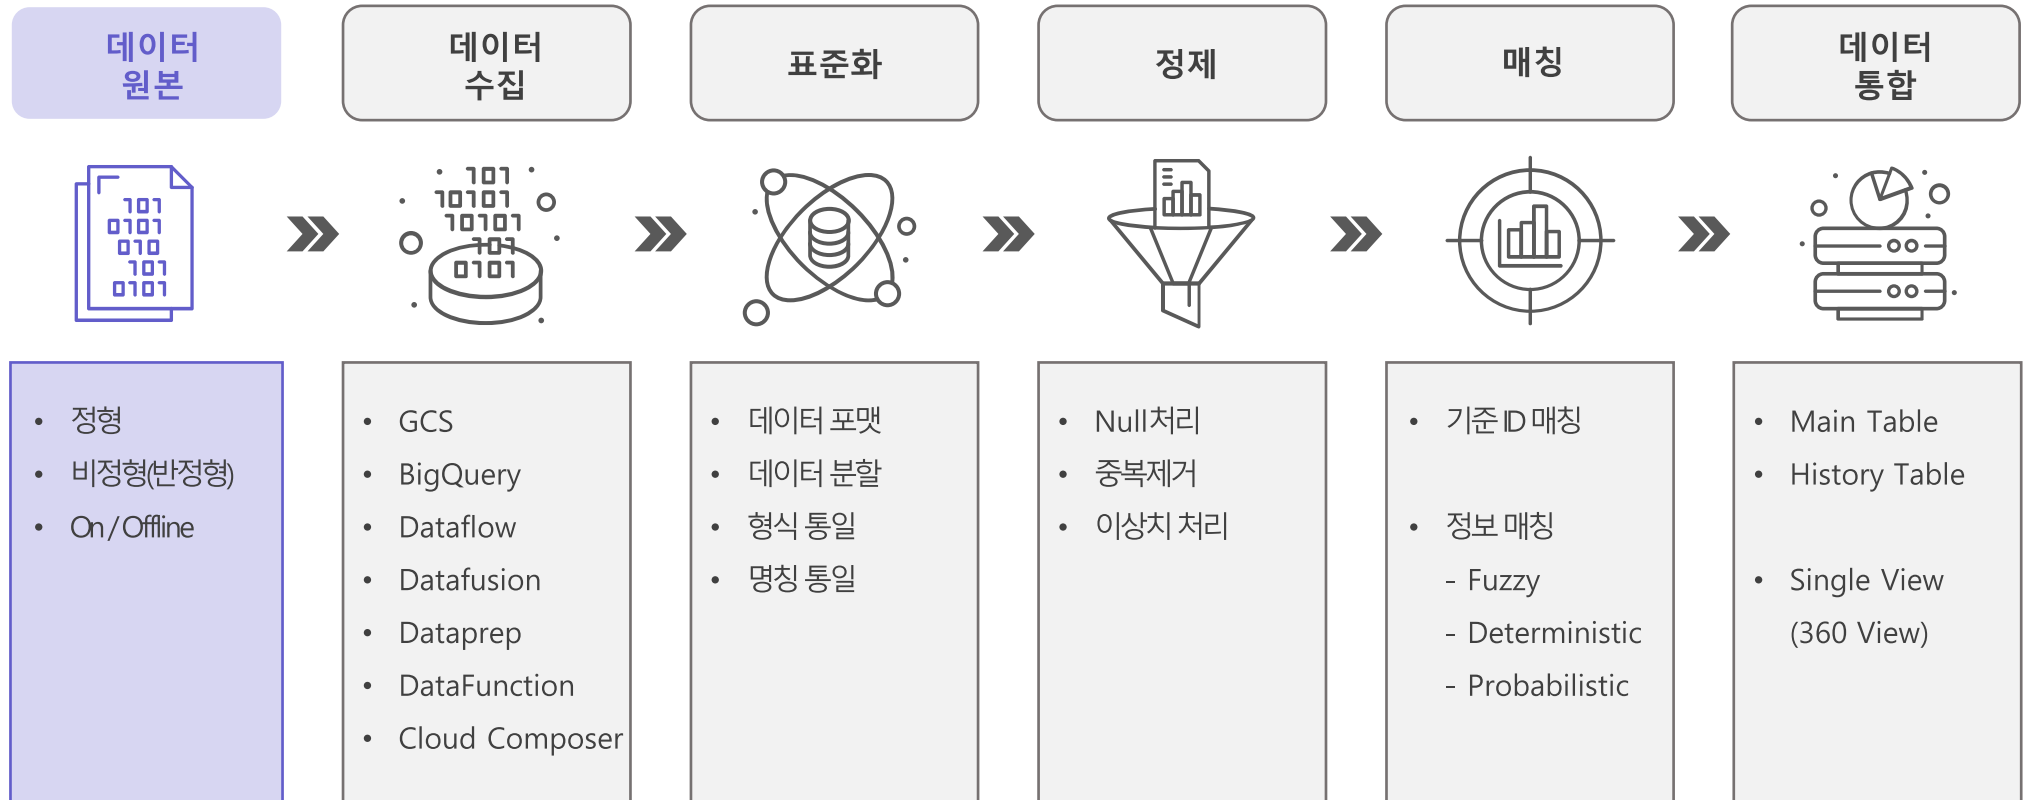 데이터
원본
데이터
수집
표준화
정제
매칭
데이터
통합
101
0101
010
101
0101
101
10101
10101
101
0101
• 정형
• 비정형(반정형)
• On / Offline
• GCS
• BigQuery
• Dataflow
• Datafusion
• Dataprep
• DataFunction
• Cloud Composer
• 데이터 포맷
• 데이터 분할
• 형식 통일
• 명칭 통일
• Null처리
• 중복제거
• 이상치 처리
• 기준 ID 매칭
• 정보 매칭
- Fuzzy
- Deterministic
- Probabilistic
• Main Table
• History Table
• Single View
(360 View)